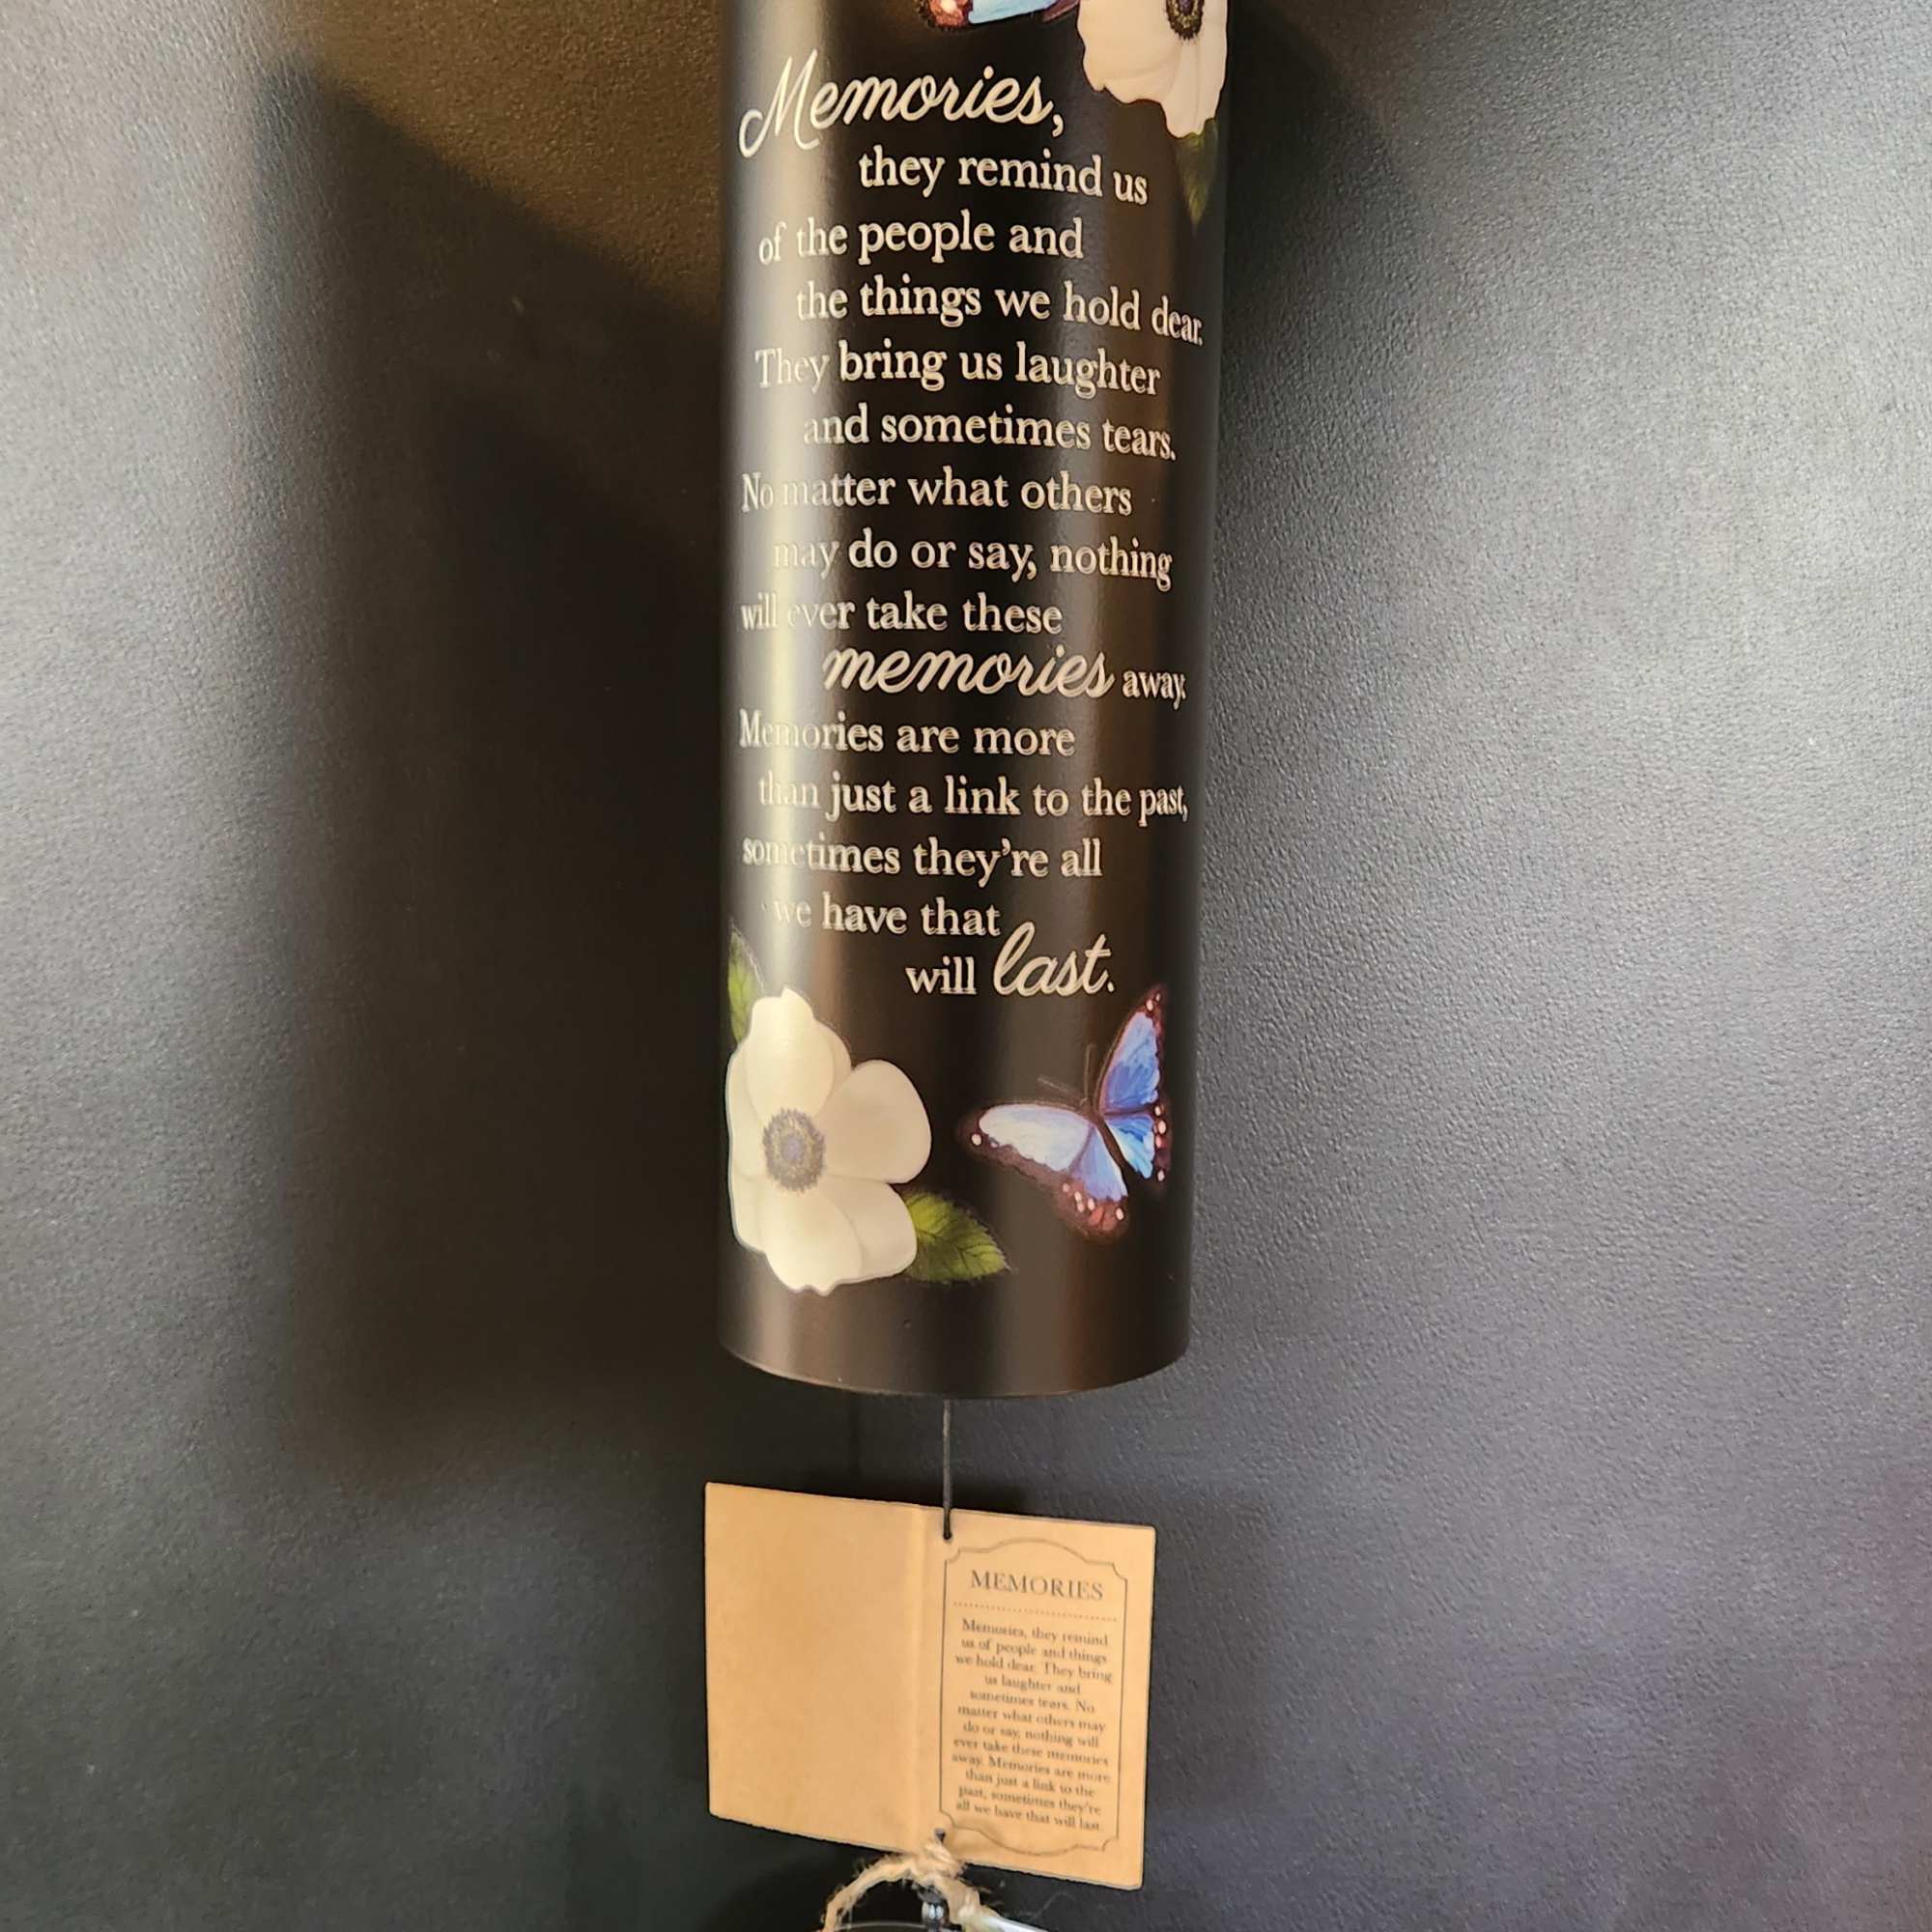 Memories,
they remind us
of the people and
the things we hold dear.
They bring us laughter
and sometimes tears.
No matter what others
may do or say, nothing
will ever take these
memories away.
Memories are more
than just a link to the past,
sometimes they're all
we have that
will last.
MEMORIES
Memories, they remind
us of people and things
we hold dear. They bring
us laughter and
sometimes tears. No
matter what others may
do or say, nothing will
ever take these memories
away. Memories are more
than just a link to the
past, sometimes they're
all we have that will last.